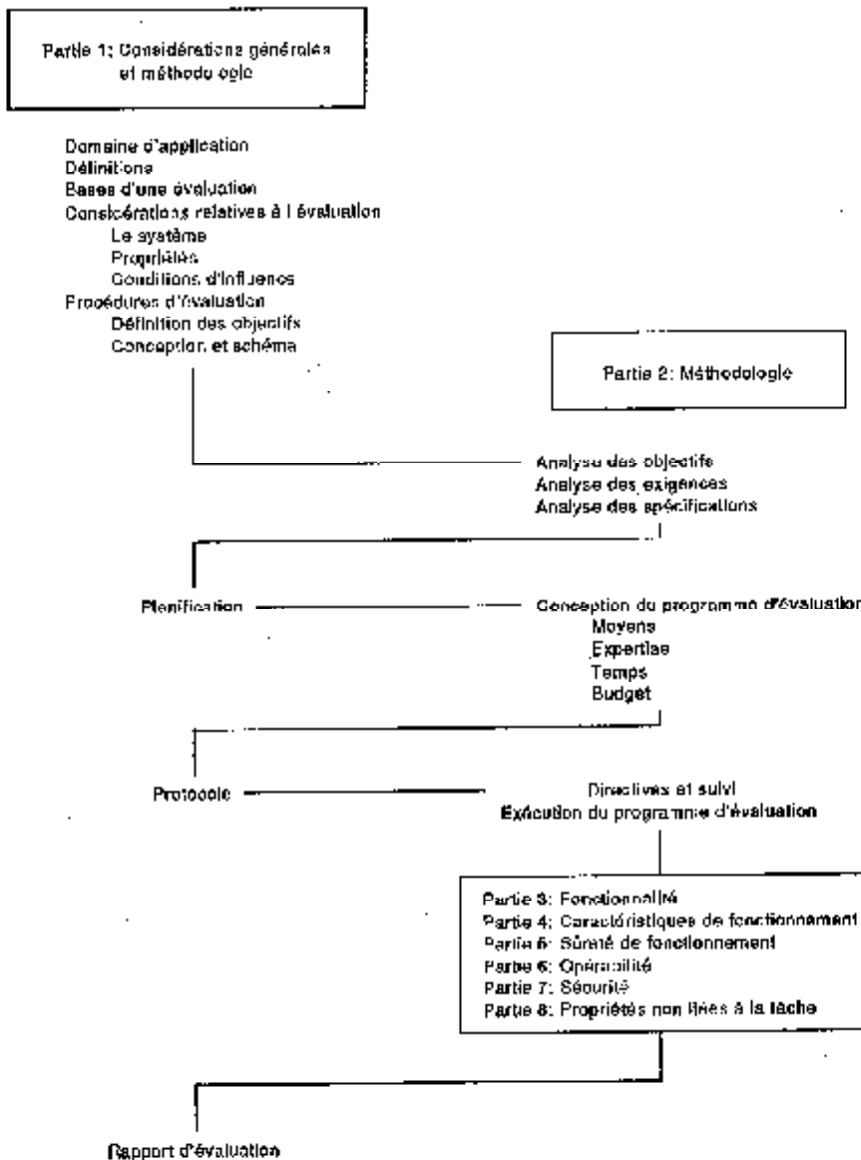 Partie 1: Considérations générales
et méthodologie
Domaine d'application
Définitions
Bases d'une évaluation
Considérations relatives à l'évaluation
Le système
Propriétés
Conditions d'influence
Procédures d'évaluation
Définition des objectifs
Conception et schéma
Partie 2: Méthodologie
Analyse des objectifs
Analyse des exigences
Analyse des spécifications
Planification
Conception du programme d'évaluation
Moyens
Expertise
Temps
Budget
Protocole
Directives et suivi
Exécution du programme d'évaluation
Partie 3: Fonctionnalité
Partie 4: Caractéristiques de fonctionnement
Partie 5: Sûreté de fonctionnement
Partie 6: Opérabilité
Partie 7: Sécurité
Partie 8: Propriétés non liées à la tâche
Rapport d'évaluation